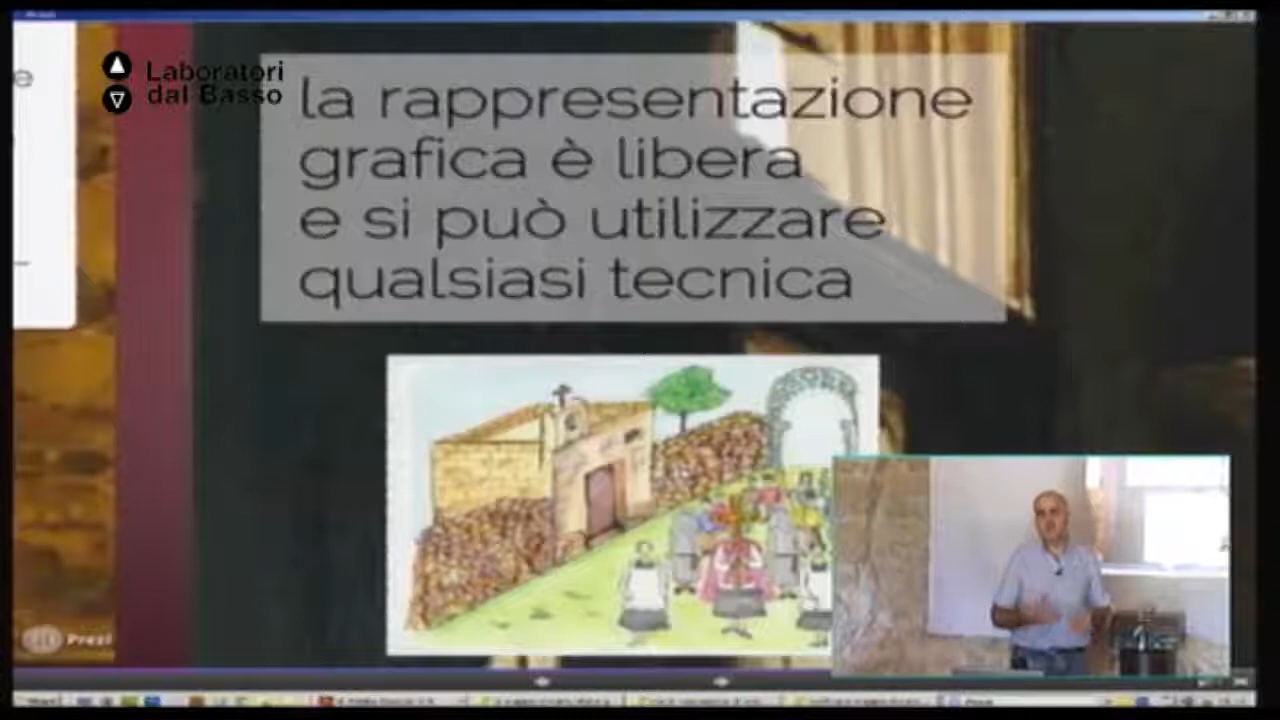 Laboratori
dal Basso
la rappresentazione
grafica è libera
e si può utilizzare
qualsiasi tecnica
Prezi